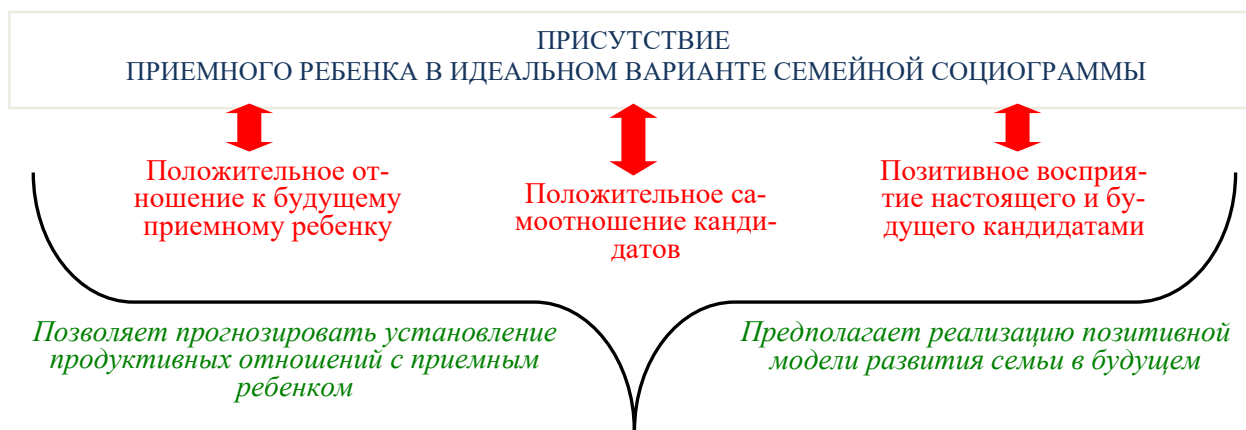 ПРИСУТСТВИЕ
ПРИЕМНОГО РЕБЕНКА В ИДЕАЛЬНОМ ВАРИАНТЕ СЕМЕЙНОЙ СОЦИОГРАММЫ
Положительное от-
ношение к будущему
приемному ребенку
Положительное са-
моотношение канди-
датов
Позитивное восприя-
тие настоящего и бу-
дущего кандидатами
Позволяет прогнозировать установление
продуктивных отношений с приемным
ребенком
Предполагает реализацию позитивной
модели развития семьи в будущем